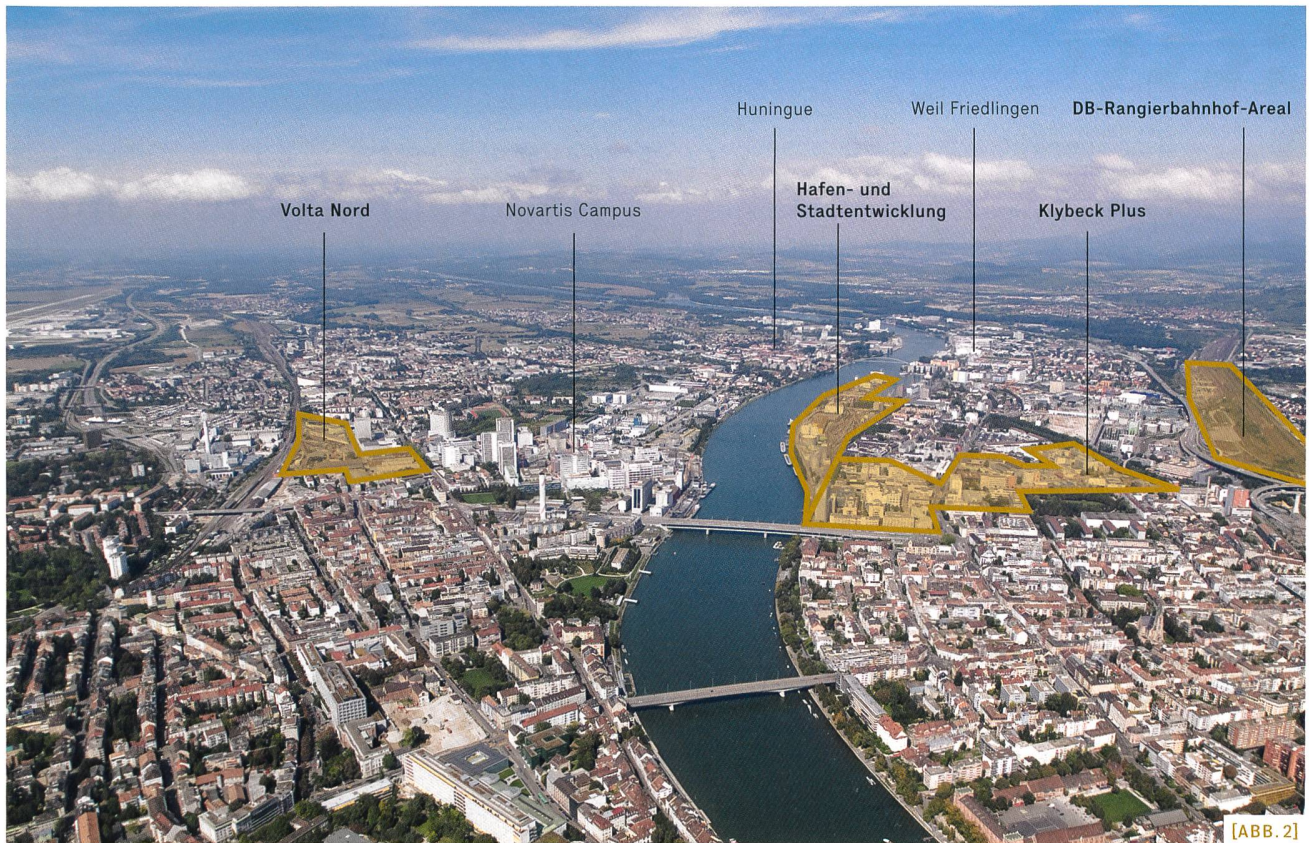 Huningue
Weil Friedlingen
DB-Rangierbahnhof-Areal
Hafen- und
Stadtentwicklung
Volta Nord
Novartis Campus
Klybeck Plus
[ABB. 2]